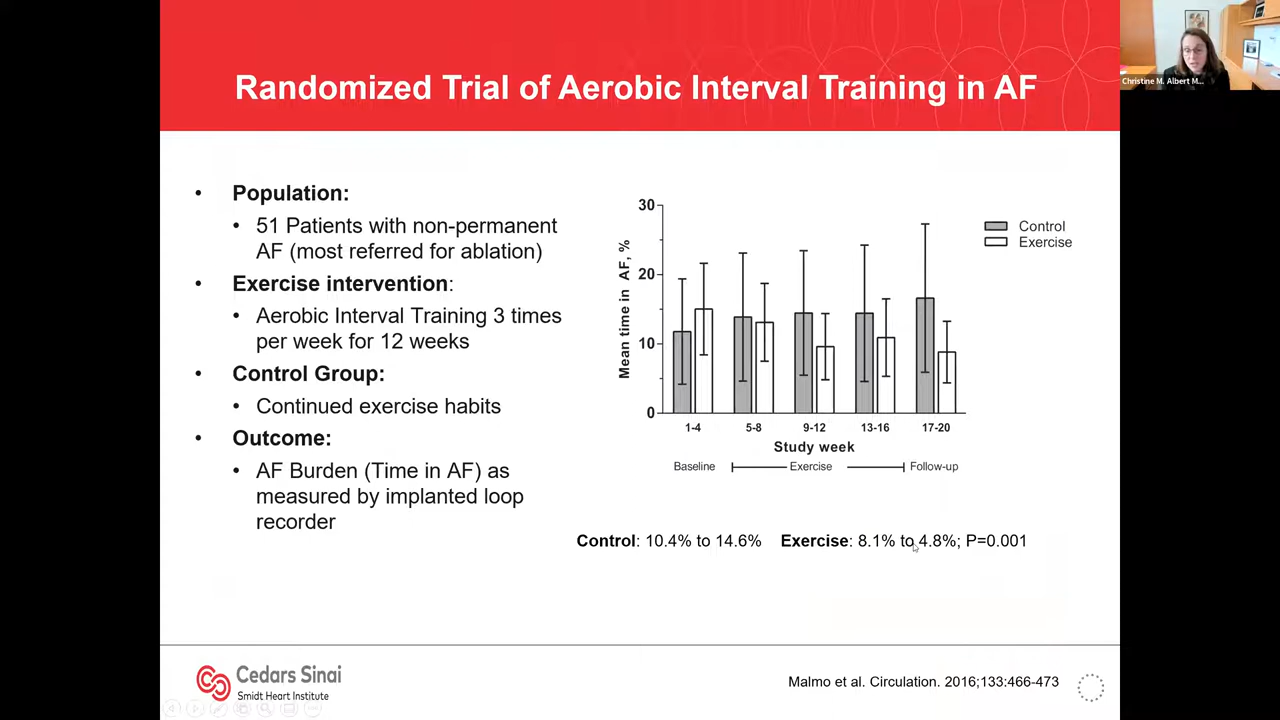 Randomized Trial of Aerobic Interval Training in AF
Christine M. Albert M...
• Population:
• 51 Patients with non-permanent
AF (most referred for ablation)
• Exercise intervention:
• Aerobic Interval Training 3 times
per week for 12 weeks
• Control Group:
• Continued exercise habits
• Outcome:
• AF Burden (Time in AF) as
measured by implanted loop
recorder
Mean time in AF, %
30
20
10
0
Control
Exercise
1-4 5-8 9-12 13-16 17-20
Study week
Baseline Exercise Follow-up
Control: 10.4% to 14.6% Exercise: 8.1% to 4.8%; P=0.001
Cedars Sinai
Smidt Heart Institute
Malmo et al. Circulation. 2016;133:466-473